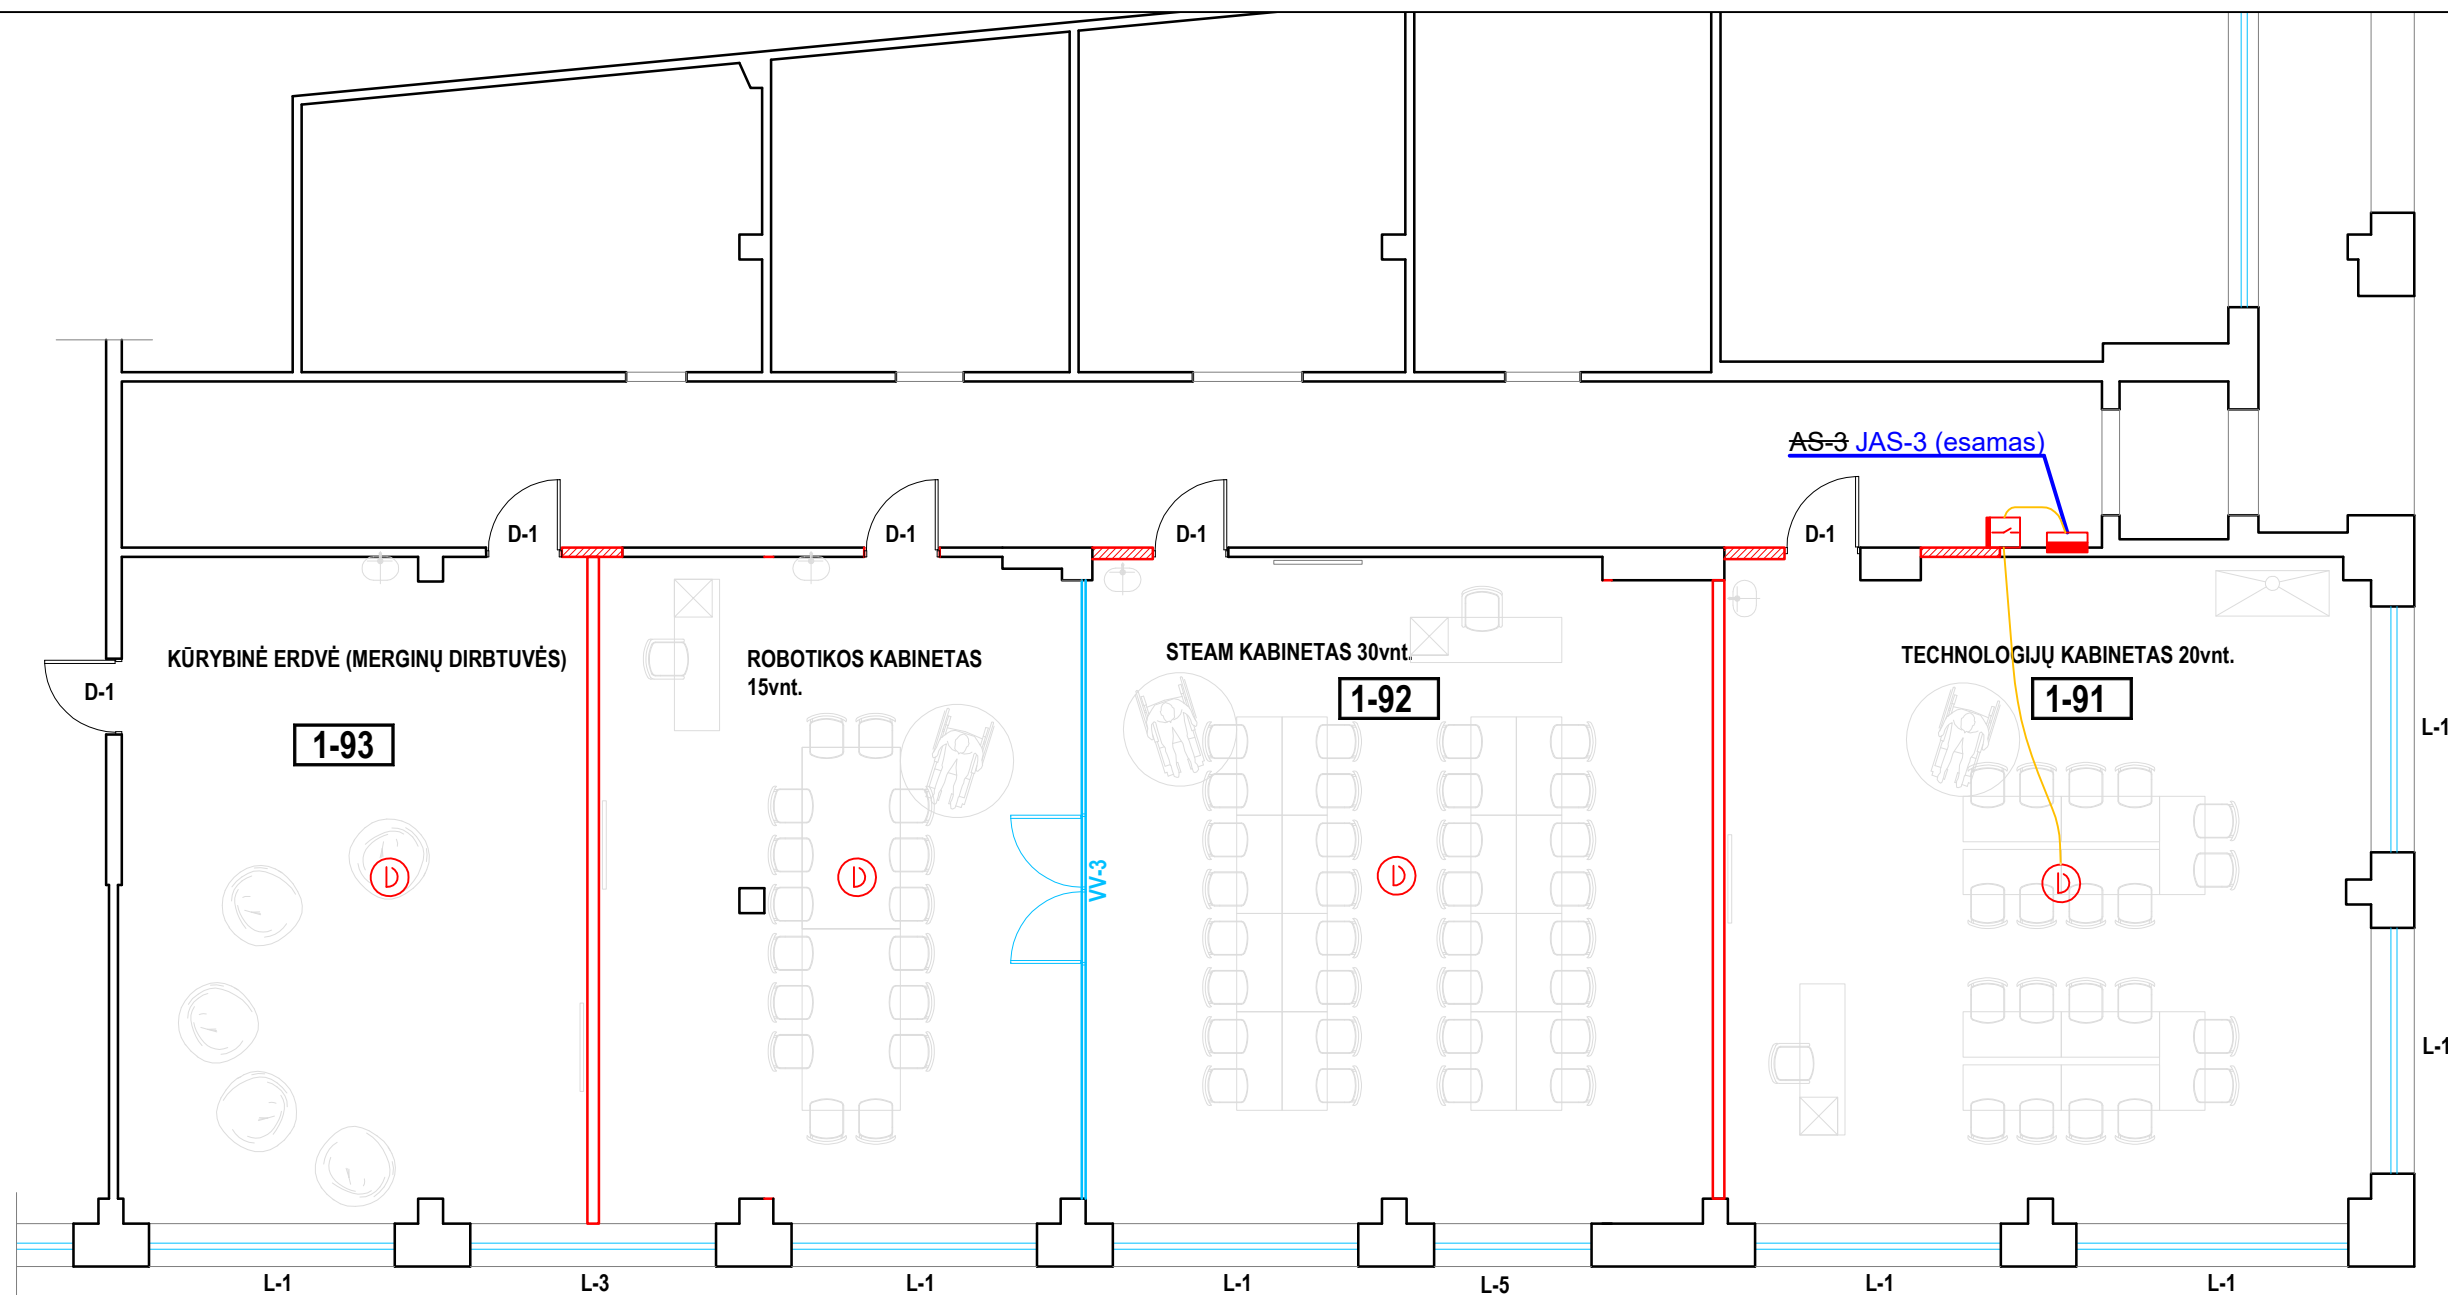 AS-3 JAS-3 (esamas)
D-1
D-1
D-1
D-1
KŪRYBINĖ ERDVĖ (MERGINŲ DIRBTUVĖS)
ROBOTIKOS KABINETAS
15vnt.
STEAM KABINETAS 30vnt.
TECHNOLOGIJŲ KABINETAS 20vnt.
D-1
1-93
1-92
1-91
L-1
VV-3
D
D
D
D
L-1
L-1
L-3
L-1
L-1
L-5
L-1
L-1